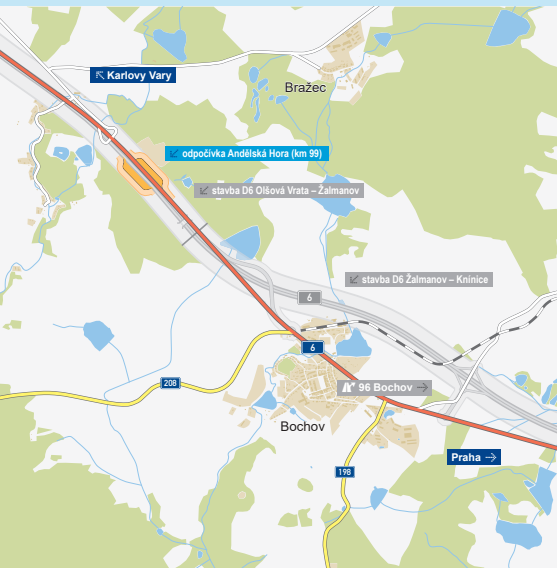 ↖ Karlovy Vary
Bražec
↙ odpočívka Andělská Hora (km 99)
↙ stavba D6 Olšová Vrata – Žalmanov
↙ stavba D6 Žalmanov – Knínice
6
6
208
96 Bochov →
Bochov
Praha →
198